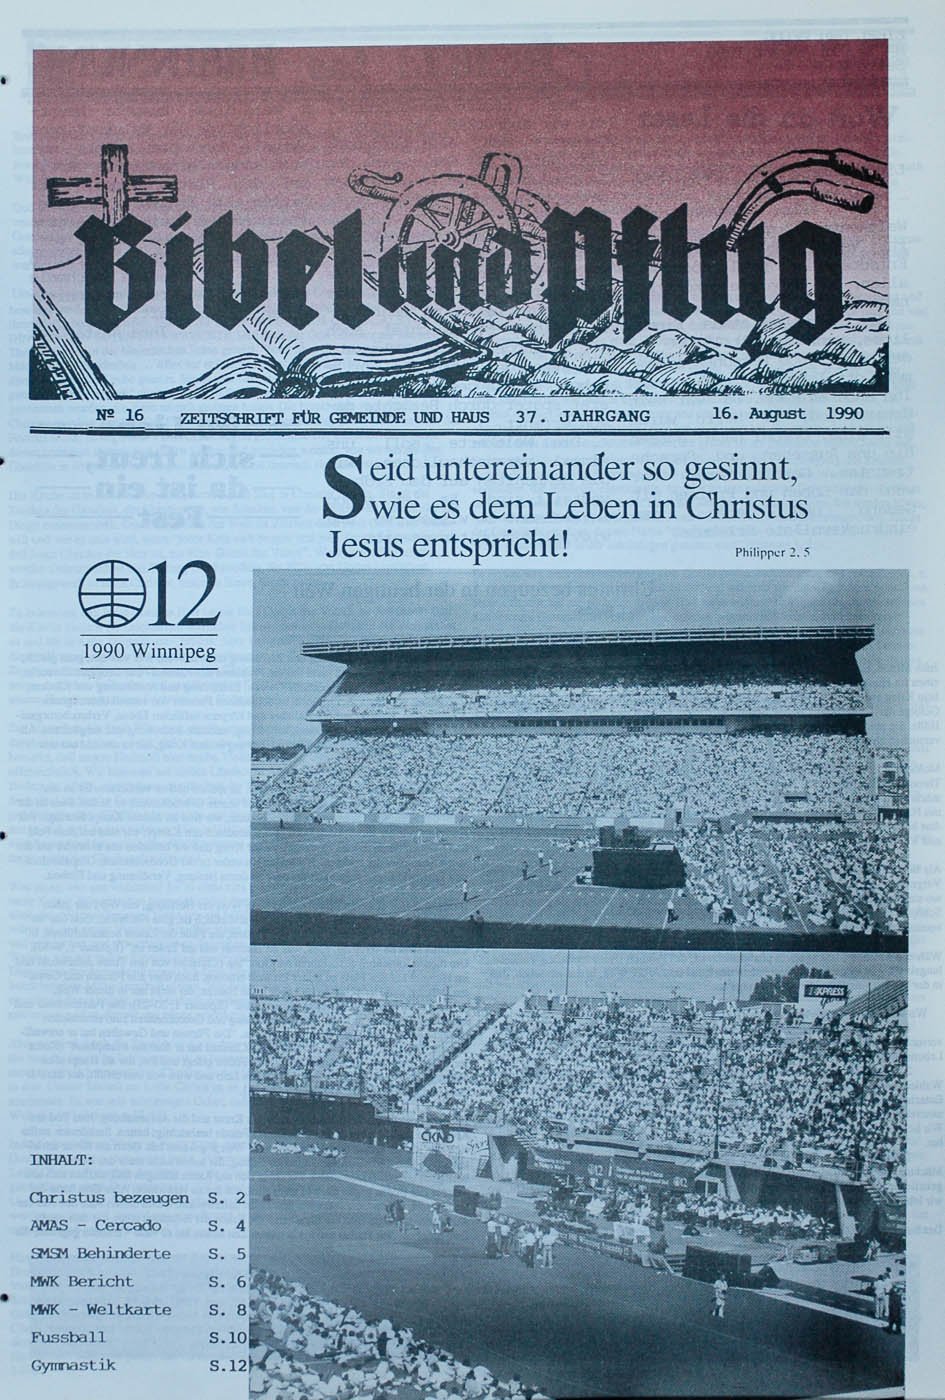 Bibel und Pflug
Nº 16 ZEITSCHRIFT FÜR GEMEINDE UND HAUS 37. JAHRGANG 16. August 1990
Seid untereinander so gesinnt,
wie es dem Leben in Christus
Jesus entspricht!
Philipper 2, 5
12
1990 Winnipeg
EXPRESS
CKND
INHALT:
Christus bezeugen S. 2
AMAS - Cercado S. 4
SMSM Behinderte S. 5
MWK Bericht S. 6
MWK - Weltkarte S. 8
Fussball S.10
Gymnastik S.12